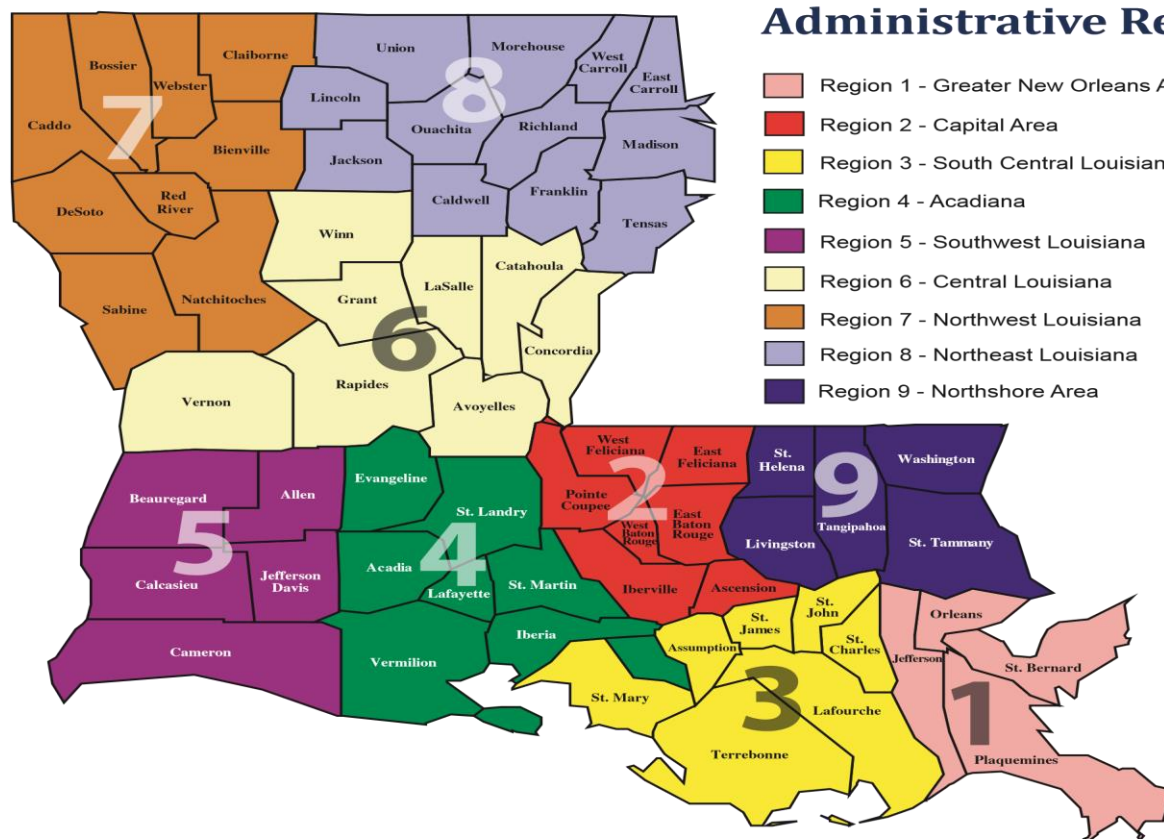 Administrative Re
Region 1 - Greater New Orleans A
Region 2 - Capital Area
Region 3 - South Central Louisian
Region 4 - Acadiana
Region 5 - Southwest Louisiana
Region 6 - Central Louisiana
Region 7 - Northwest Louisiana
Region 8 - Northeast Louisiana
Region 9 - Northshore Area
7
Caddo
Bossier
Webster
Claiborne
Bienville
DeSoto
Red
River
Sabine
Natchitoches
8
Union
Morehouse
West
Carroll
East
Carroll
Lincoln
Ouachita
Richland
Madison
Jackson
Caldwell
Franklin
Tensas
6
Winn
Grant
LaSalle
Catahoula
Concordia
Vernon
Rapides
Avoyelles
5
Beauregard
Allen
Calcasieu
Jefferson
Davis
Cameron
4
Evangeline
St. Landry
Acadia
Lafayette
St. Martin
Iberia
Vermilion
2
West
Feliciana
East
Feliciana
Pointe
Coupee
West
Baton
Rouge
East
Baton
Rouge
Iberville
Ascension
9
St.
Helena
Washington
Tangipahoa
Livingston
St. Tammany
3
Assumption
St.
James
St.
John
St.
Charles
St. Mary
Terrebonne
Lafourche
1
Orleans
Jefferson
St. Bernard
Plaquemines